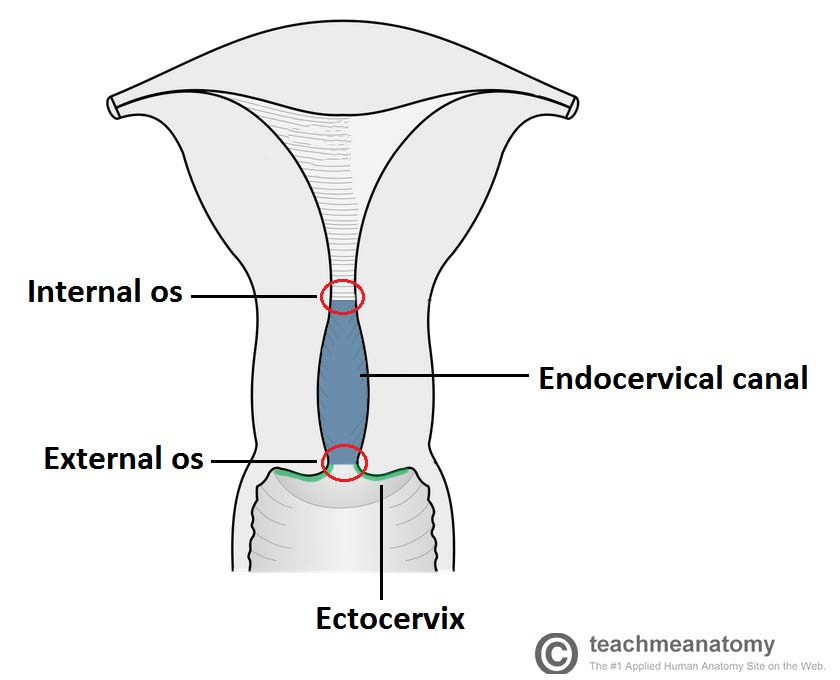 Internal os
Endocervical canal
External os
Ectocervix
© teachmeanatomy
The #1 Applied Human Anatomy Site on the Web.